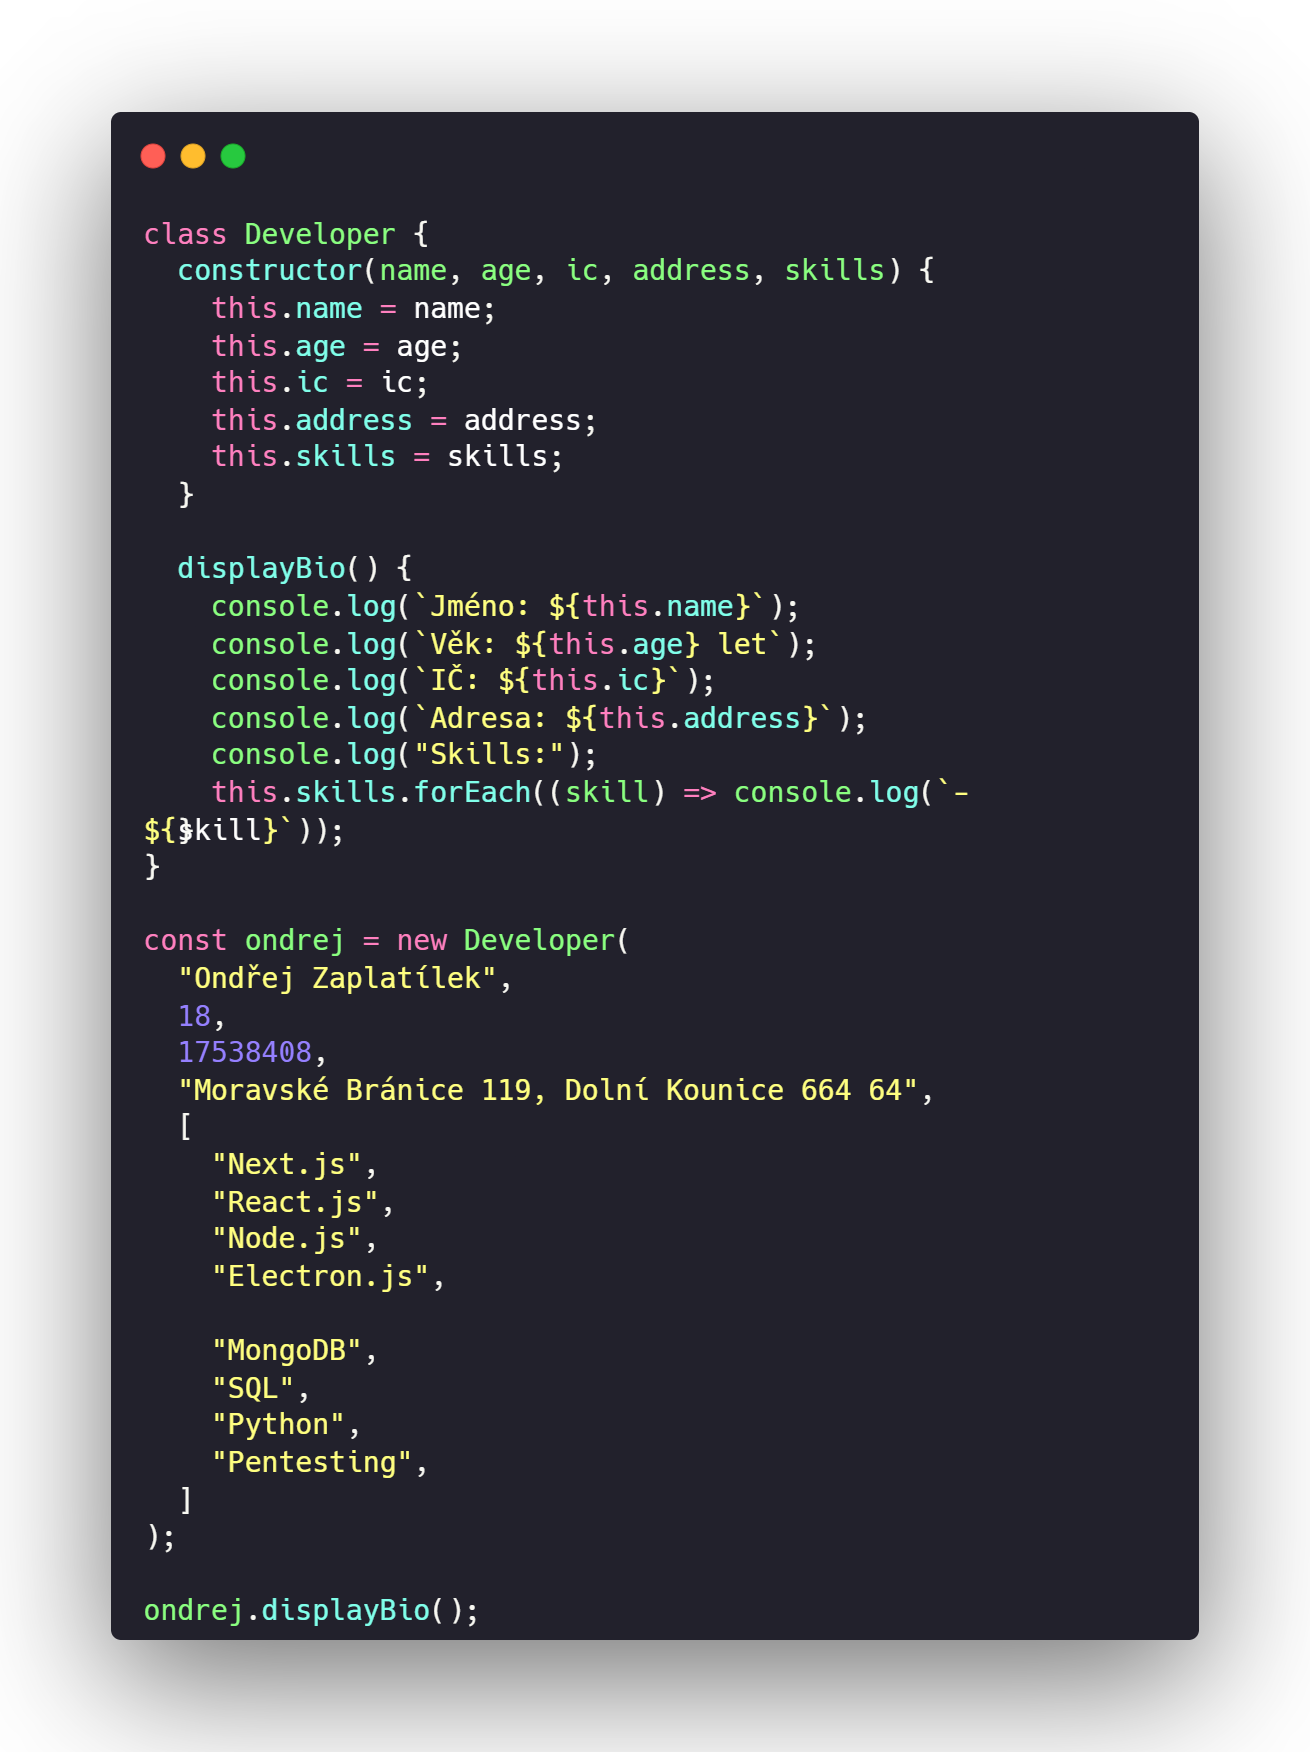 class Developer {
  constructor(name, age, ic, address, skills) {
    this.name = name;
    this.age = age;
    this.ic = ic;
    this.address = address;
    this.skills = skills;
  }

  displayBio() {
    console.log(`Jméno: ${this.name}`);
    console.log(`Věk: ${this.age} let`);
    console.log(`IČ: ${this.ic}`);
    console.log(`Adresa: ${this.address}`);
    console.log("Skills:");
    this.skills.forEach((skill) => console.log(`-
${skill}`));
  }
}

const ondrej = new Developer(
  "Ondřej Zaplatílek",
  18,
  17538408,
  "Moravské Bránice 119, Dolní Kounice 664 64",
  [
    "Next.js",
    "React.js",
    "Node.js",
    "Electron.js",

    "MongoDB",
    "SQL",
    "Python",
    "Pentesting",
  ]
);

ondrej.displayBio();